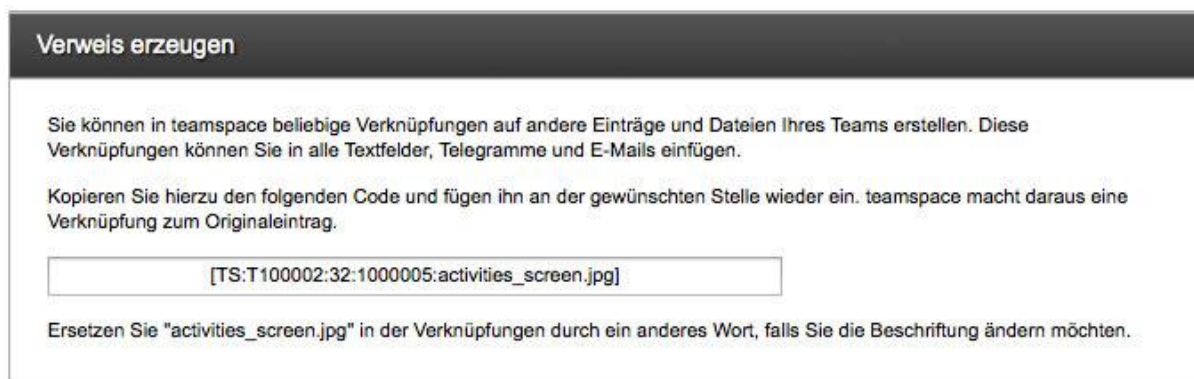 Verweis erzeugen
Sie können in teamspace beliebige Verknüpfungen auf andere Einträge und Dateien Ihres Teams erstellen. Diese
Verknüpfungen können Sie in alle Textfelder, Telegramme und E-Mails einfügen.
Kopieren Sie hierzu den folgenden Code und fügen ihn an der gewünschten Stelle wieder ein. teamspace macht daraus eine
Verknüpfung zum Originaleintrag.
[TS:T100002:32:1000005:activities_screen.jpg]
Ersetzen Sie "activities_screen.jpg" in der Verknüpfungen durch ein anderes Wort, falls Sie die Beschriftung ändern möchten.